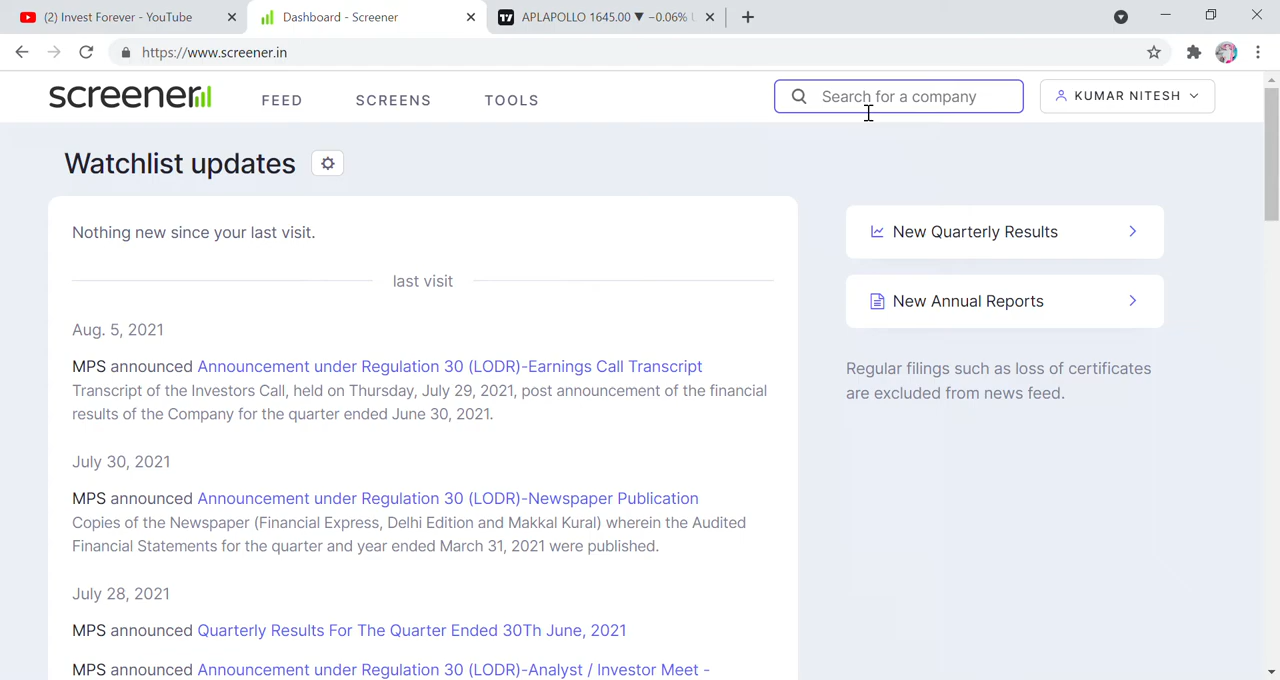 (2) Invest Forever - YouTube
Dashboard - Screener
APLAPOLLO 1645.00 ▼ −0.06%
https://www.screener.in
screener
FEED
SCREENS
TOOLS
Search for a company
KUMAR NITESH
Watchlist updates
Nothing new since your last visit.
last visit
New Quarterly Results
New Annual Reports
Regular filings such as loss of certificates
are excluded from news feed.
Aug. 5, 2021
MPS announced Announcement under Regulation 30 (LODR)-Earnings Call Transcript
Transcript of the Investors Call, held on Thursday, July 29, 2021, post announcement of the financial
results of the Company for the quarter ended June 30, 2021.
July 30, 2021
MPS announced Announcement under Regulation 30 (LODR)-Newspaper Publication
Copies of the Newspaper (Financial Express, Delhi Edition and Makkal Kural) wherein the Audited
Financial Statements for the quarter and year ended March 31, 2021 were published.
July 28, 2021
MPS announced Quarterly Results For The Quarter Ended 30Th June, 2021
MPS announced Announcement under Regulation 30 (LODR)-Analyst / Investor Meet -